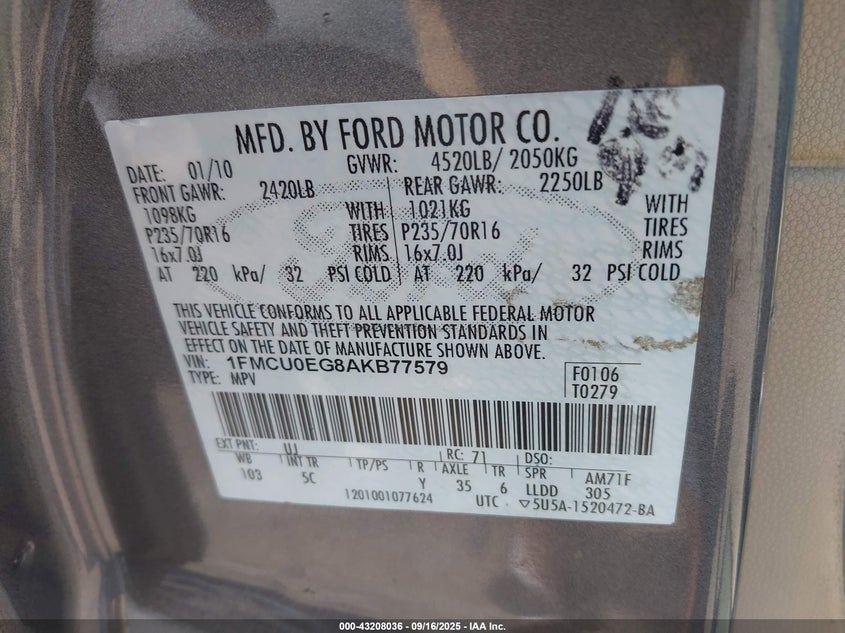 MFD. BY FORD MOTOR CO.
DATE: 01/10 GVWR: 4520LB/ 2050KG
FRONT GAWR: 2420LB REAR GAWR: 2250LB
1098KG WITH 1021KG WITH
P235/70R16 TIRES P235/70R16 TIRES
16x7.0J RIMS 16x7.0J RIMS
AT 220 kPa/ 32 PSI COLD AT 220 kPa/ 32 PSI COLD
THIS VEHICLE CONFORMS TO ALL APPLICABLE FEDERAL MOTOR
VEHICLE SAFETY AND THEFT PREVENTION STANDARDS IN
EFFECT ON THE DATE OF MANUFACTURE SHOWN ABOVE.
VIN: 1FMCU0EG8AKB77579
TYPE: MPV
F0106
T0279
EXT PNT: UJ RC: 71 DSO:
WB INT TR TP/PS R AXLE TR SPR AM71F
103 5C Y 35 6 LLDD 305
1201001077624 UTC ▽5U5A-1520472-BA
000-43208036 - 09/16/2025 - IAA Inc.